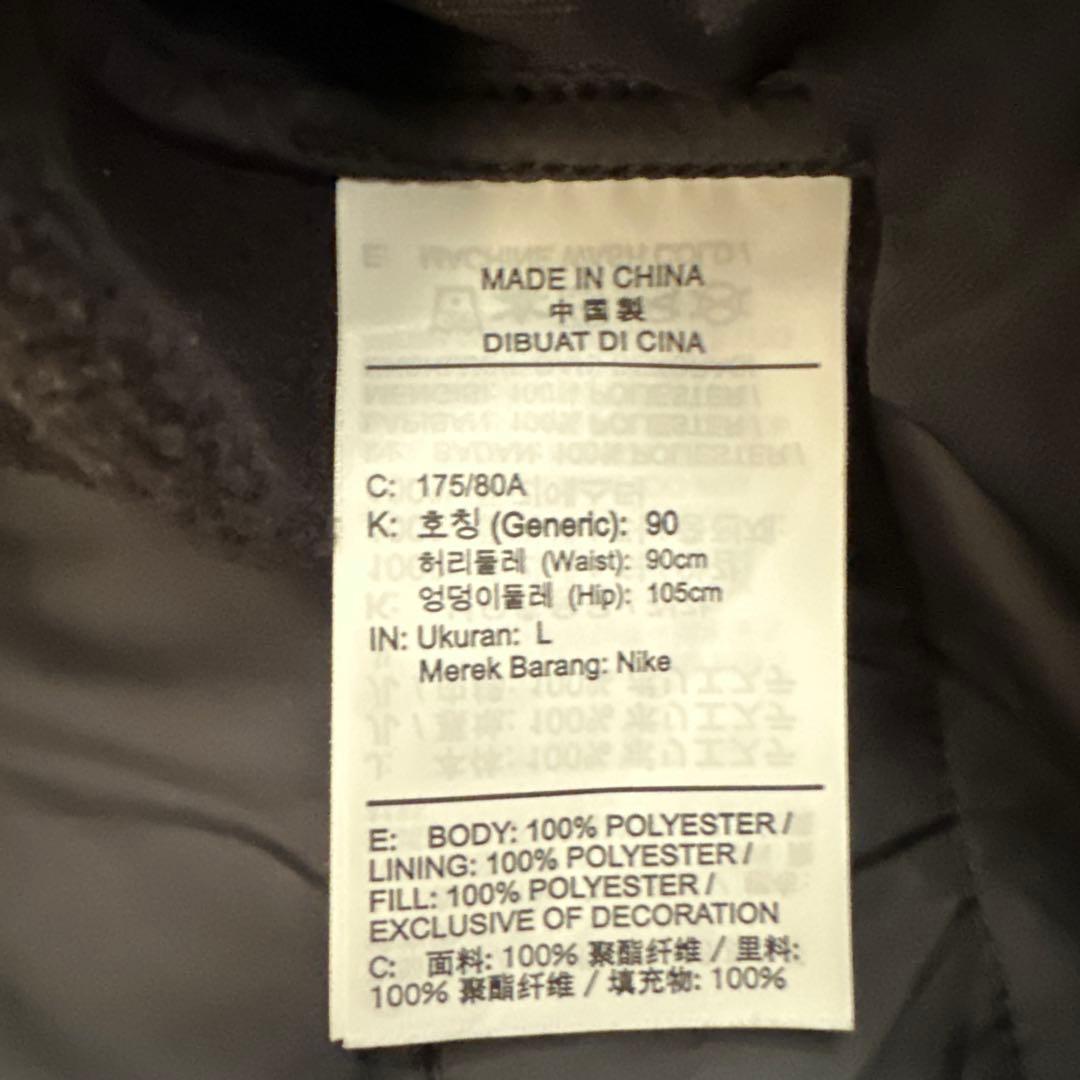 MADE IN CHINA
中国製
DIBUAT DI CINA
C: 175/80A
K: 호칭 (Generic): 90
허리둘레 (Waist): 90cm
엉덩이둘레 (Hip): 105cm
IN: Ukuran: L
Merek Barang: Nike
E: BODY: 100% POLYESTER /
LINING: 100% POLYESTER /
FILL: 100% POLYESTER /
EXCLUSIVE OF DECORATION
C: 面料: 100% 聚酯纤维 / 里料:
100% 聚酯纤维 / 填充物: 100%